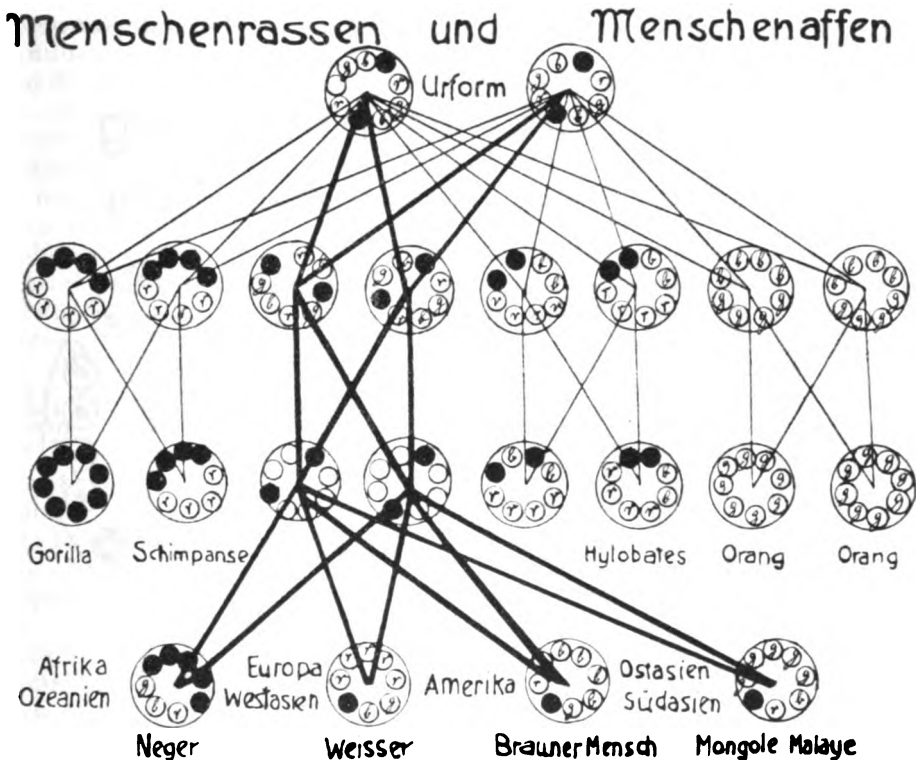 Menschenrassen und Menschenaffen
Urform
Gorilla Schimpanse Hylobates Orang Orang
Afrika Ozeanien
Europa Westasien
Amerika
Ostasien Südasien
Neger Weisser Brauner Mensch Mongole Malaye